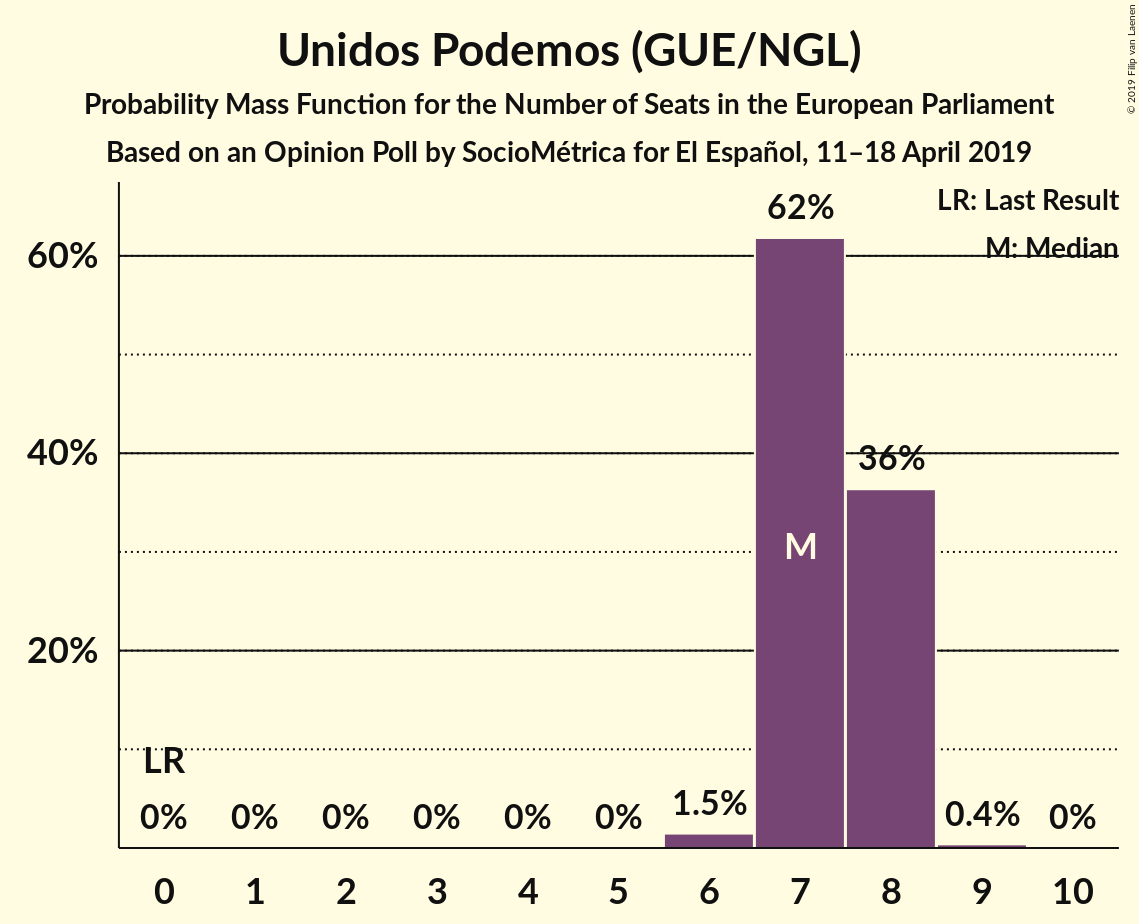 Unidos Podemos (GUE/NGL)
Probability Mass Function for the Number of Seats in the European Parliament
Based on an Opinion Poll by SocioMétrica for El Español, 11–18 April 2019
© 2019 Filip van Laenen
LR: Last Result
M: Median
60%
40%
20%
62%
36%
M
LR
0%
0%
0%
0%
0%
0%
1.5%
0.4%
0%
0 1 2 3 4 5 6 7 8 9 10